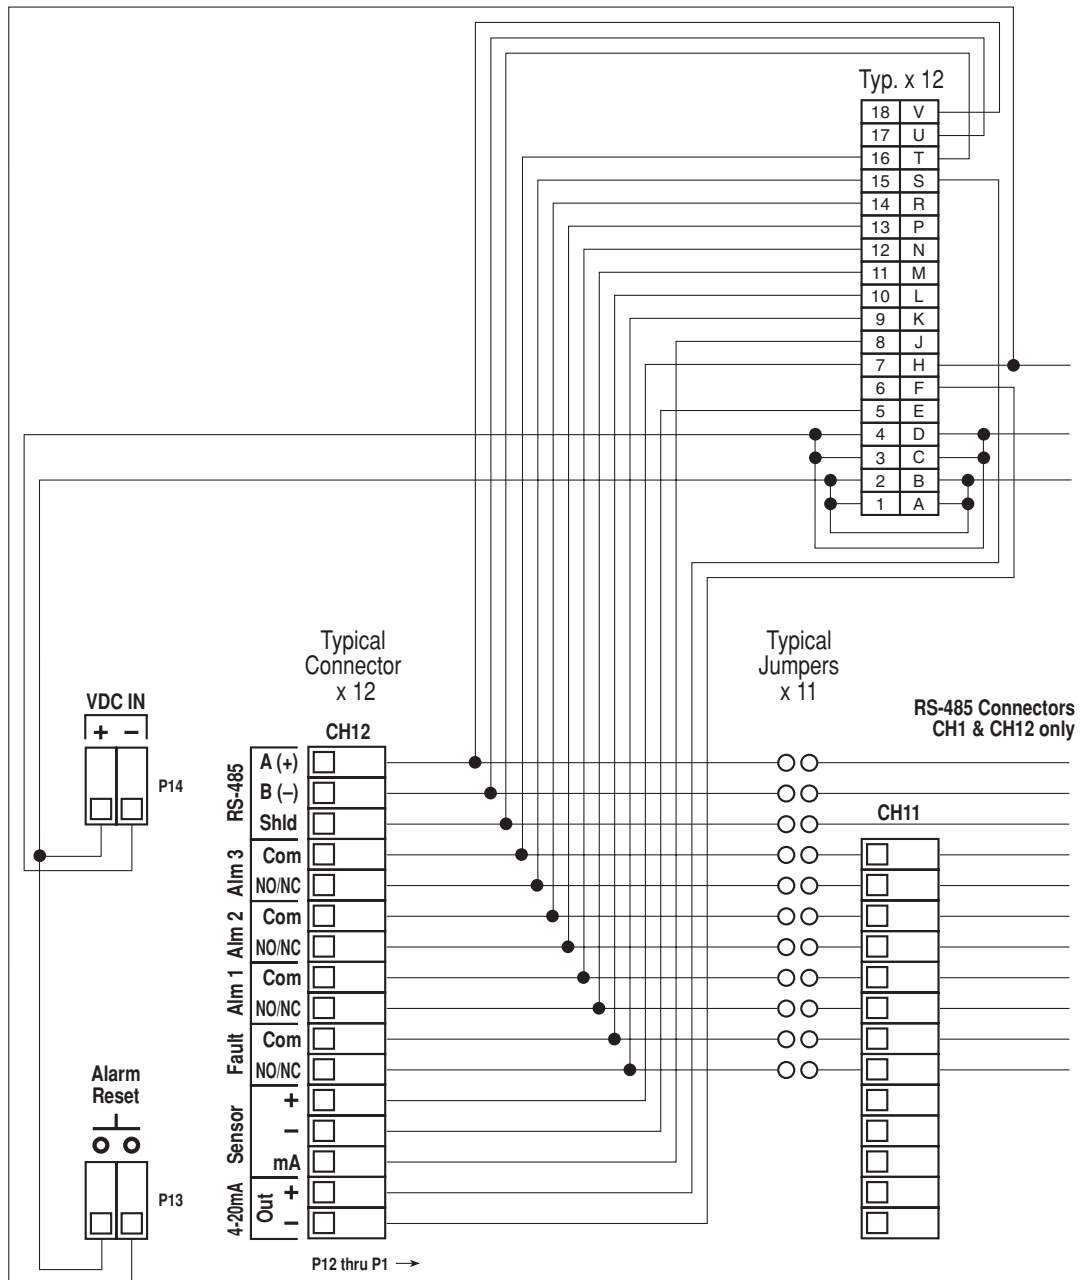 Typ. x 12
18 V
17 U
16 T
15 S
14 R
13 P
12 N
11 M
10 L
9 K
8 J
7 H
6 F
5 E
4 D
3 C
2 B
1 A
Typical
Connector
x 12
Typical
Jumpers
x 11
RS-485 Connectors
CH1 & CH12 only
VDC IN
+ −
P14
CH12
CH11
RS-485
A (+)
B (−)
Shld
Alm 3
Com
NO/NC
Alm 2
Com
NO/NC
Alm 1
Com
NO/NC
Fault
Com
NO/NC
Sensor
+
−
mA
4-20mA
Out
+
−
Alarm
Reset
P13
P12 thru P1 →